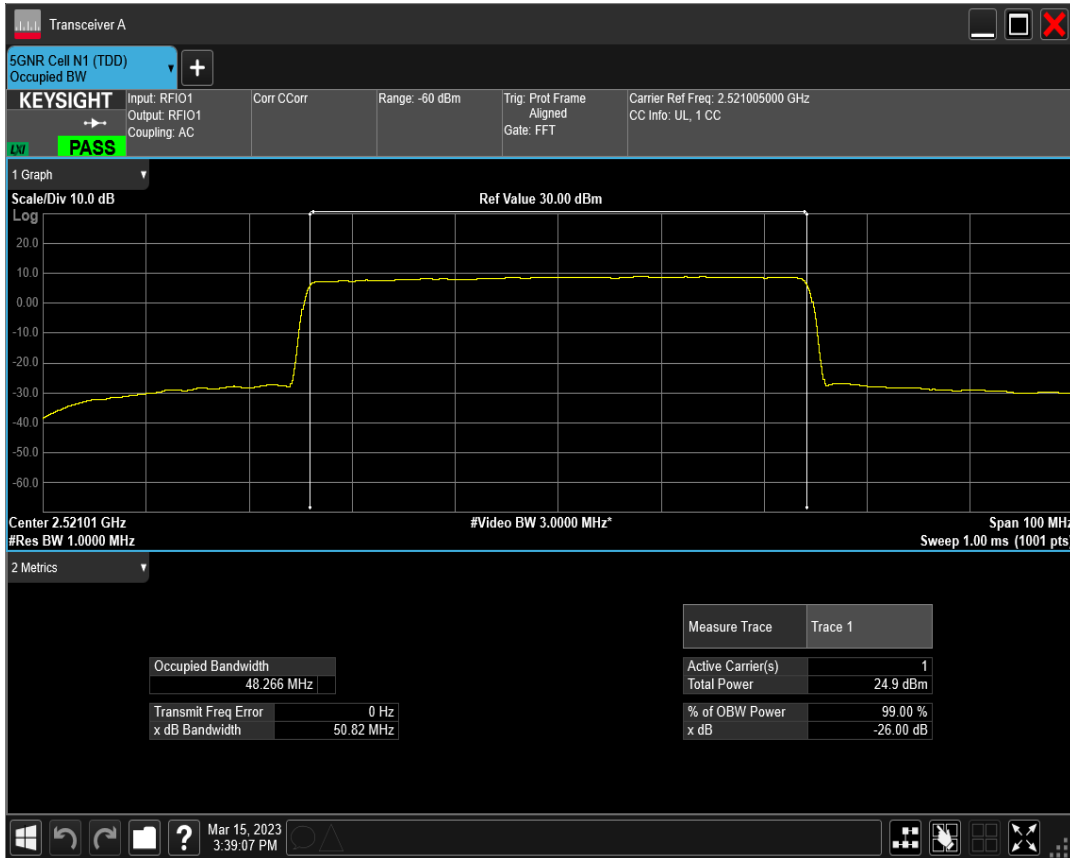 Transceiver A
5GNR Cell N1 (TDD)
Occupied BW
+
KEYSIGHT
LXI
PASS
Input: RFIO1
Output: RFIO1
Coupling: AC
Corr CCorr
Range: -60 dBm
Trig: Prot Frame
Aligned
Gate: FFT
Carrier Ref Freq: 2.521005000 GHz
CC Info: UL, 1 CC
1 Graph
Scale/Div 10.0 dB
Ref Value 30.00 dBm
Log
20.0
10.0
0.00
-10.0
-20.0
-30.0
-40.0
-50.0
-60.0
Center 2.52101 GHz
#Video BW 3.0000 MHz*
Span 100 MHz
#Res BW 1.0000 MHz
Sweep 1.00 ms (1001 pts)
2 Metrics
Measure Trace Trace 1
Occupied Bandwidth
48.266 MHz
Active Carrier(s) 1
Total Power 24.9 dBm
Transmit Freq Error 0 Hz
x dB Bandwidth 50.82 MHz
% of OBW Power 99.00 %
x dB -26.00 dB
?
Mar 15, 2023
3:39:07 PM